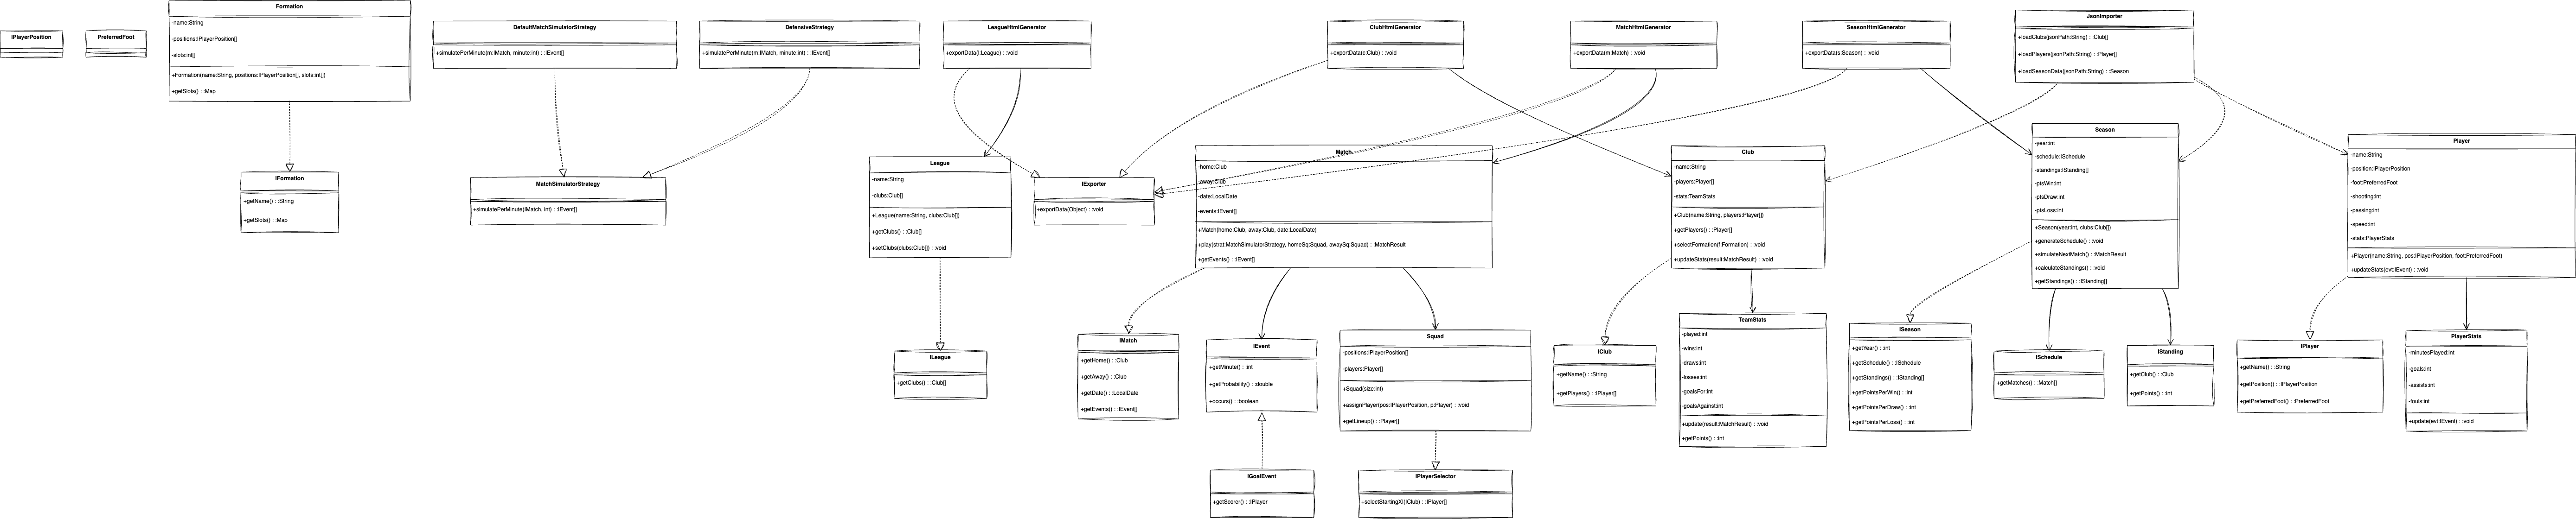 IPlayerPosition
PreferredFoot
Formation
-name:String
-positions:IPlayerPosition[]
-slots:int[]
+Formation(name:String, positions:IPlayerPosition[], slots:int[])
+getSlots() : :Map
IFormation
+getName() : :String
+getSlots() : :Map
DefaultMatchSimulatorStrategy
+simulatePerMinute(m:IMatch, minute:int) : :IEvent[]
DefensiveStrategy
+simulatePerMinute(m:IMatch, minute:int) : :IEvent[]
MatchSimulatorStrategy
+simulatePerMinute(IMatch, int) : :IEvent[]
LeagueHtmlGenerator
+exportData(l:League) : :void
League
-name:String
-clubs:Club[]
+League(name:String, clubs:Club[])
+getClubs() : :Club[]
+setClubs(clubs:Club[]) : :void
ILeague
+getClubs() : :Club[]
IExporter
+exportData(Object) : :void
ClubHtmlGenerator
+exportData(c:Club) : :void
MatchHtmlGenerator
+exportData(m:Match) : :void
SeasonHtmlGenerator
+exportData(s:Season) : :void
JsonImporter
+loadClubs(jsonPath:String) : :Club[]
+loadPlayers(jsonPath:String) : :Player[]
+loadSeasonData(jsonPath:String) : :Season
Match
-home:Club
-away:Club
-date:LocalDate
-events:IEvent[]
+Match(home:Club, away:Club, date:LocalDate)
+play(strat:MatchSimulatorStrategy, homeSq:Squad, awaySq:Squad) : :MatchResult
+getEvents() : :IEvent[]
IMatch
+getHome() : :Club
+getAway() : :Club
+getDate() : :LocalDate
+getEvents() : :IEvent[]
IEvent
+getMinute() : :int
+getProbability() : :double
+occurs() : :boolean
IGoalEvent
+getScorer() : :IPlayer
Squad
-positions:IPlayerPosition[]
-players:Player[]
+Squad(size:int)
+assignPlayer(pos:IPlayerPosition, p:Player) : :void
+getLineup() : :Player[]
IPlayerSelector
+selectStartingXI(IClub) : :IPlayer[]
Club
-name:String
-players:Player[]
-stats:TeamStats
+Club(name:String, players:Player[])
+getPlayers() : :Player[]
+selectFormation(f:Formation) : :void
+updateStats(result:MatchResult) : :void
IClub
+getName() : :String
+getPlayers() : :IPlayer[]
TeamStats
-played:int
-wins:int
-draws:int
-losses:int
-goalsFor:int
-goalsAgainst:int
+update(result:MatchResult) : :void
+getPoints() : :int
Season
-year:int
-schedule:ISchedule
-standings:IStanding[]
-ptsWin:int
-ptsDraw:int
-ptsLoss:int
+Season(year:int, clubs:Club[])
+generateSchedule() : :void
+simulateNextMatch() : :MatchResult
+calculateStandings() : :void
+getStandings() : :IStanding[]
ISeason
+getYear() : :int
+getSchedule() : :ISchedule
+getStandings() : :IStanding[]
+getPointsPerWin() : :int
+getPointsPerDraw() : :int
+getPointsPerLoss() : :int
ISchedule
+getMatches() : :Match[]
IStanding
+getClub() : :Club
+getPoints() : :int
Player
-name:String
-position:IPlayerPosition
-foot:PreferredFoot
-shooting:int
-passing:int
-speed:int
-stats:PlayerStats
+Player(name:String, pos:IPlayerPosition, foot:PreferredFoot)
+updateStats(evt:IEvent) : :void
IPlayer
+getName() : :String
+getPosition() : :IPlayerPosition
+getPreferredFoot() : :PreferredFoot
PlayerStats
-minutesPlayed:int
-goals:int
-assists:int
-fouls:int
+update(evt:IEvent) : :void